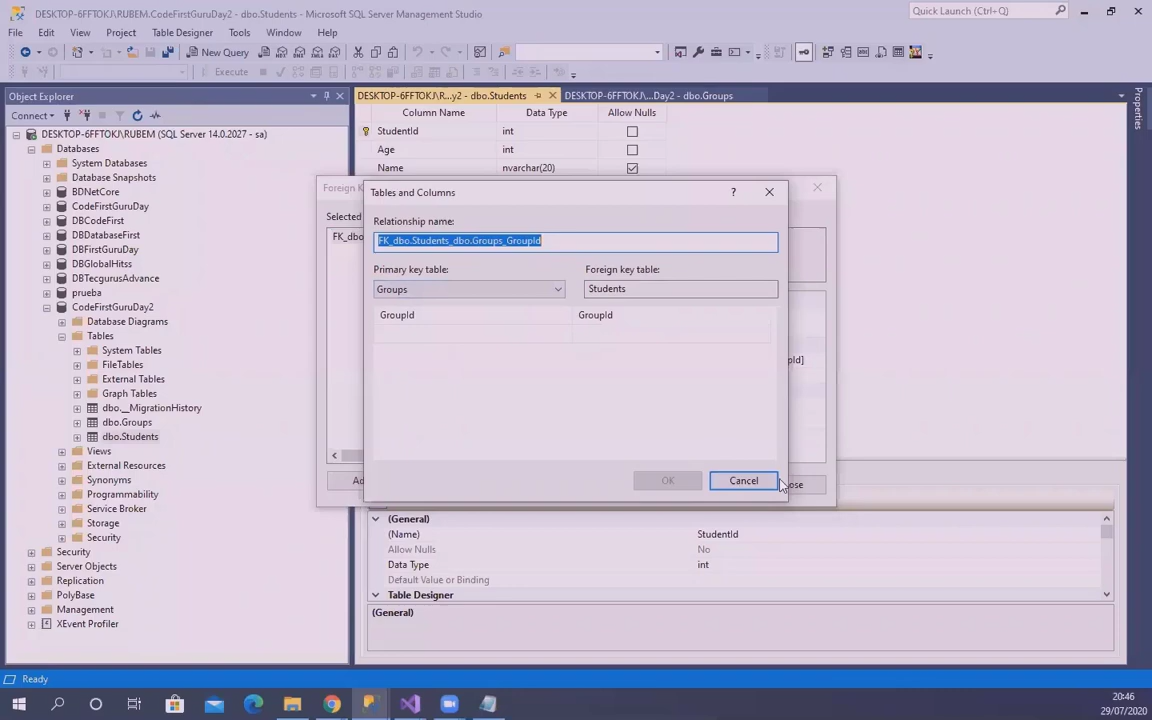 DESKTOP-6FFTOKJ\RUBEM.CodeFirstGuruDay2 - dbo.Students - Microsoft SQL Server Management Studio
Quick Launch (Ctrl+Q)
File Edit View Project Table Designer Tools Window Help
New Query
Execute
Object Explorer
Connect
DESKTOP-6FFTOKJ\RUBEM (SQL Server 14.0.2027 - sa)
Databases
System Databases
Database Snapshots
BDNetCore
CodeFirstGuruDay
DBCodeFirst
DBDatabaseFirst
DBFirstGuruDay
DBGlobalHitss
DBTecgurusAdvance
prueba
CodeFirstGuruDay2
Database Diagrams
Tables
System Tables
FileTables
External Tables
Graph Tables
dbo.__MigrationHistory
dbo.Groups
dbo.Students
Views
External Resources
Synonyms
Programmability
Service Broker
Storage
Security
Security
Server Objects
Replication
PolyBase
Management
XEvent Profiler
DESKTOP-6FFTOKJ\R...y2 - dbo.Students
DESKTOP-6FFTOKJ\...Day2 - dbo.Groups
Column Name Data Type Allow Nulls
StudentId int
Age int
Name nvarchar(20)
Foreign K
Selected
FK_dbo
pId]
Ad
ose
Tables and Columns
?
Relationship name:
FK_dbo.Students_dbo.Groups_GroupId
Primary key table: Foreign key table:
Groups Students
GroupId GroupId
OK Cancel
(General)
(Name) StudentId
Allow Nulls No
Data Type int
Default Value or Binding
Table Designer
(General)
Properties
Ready
20:46
29/07/2020